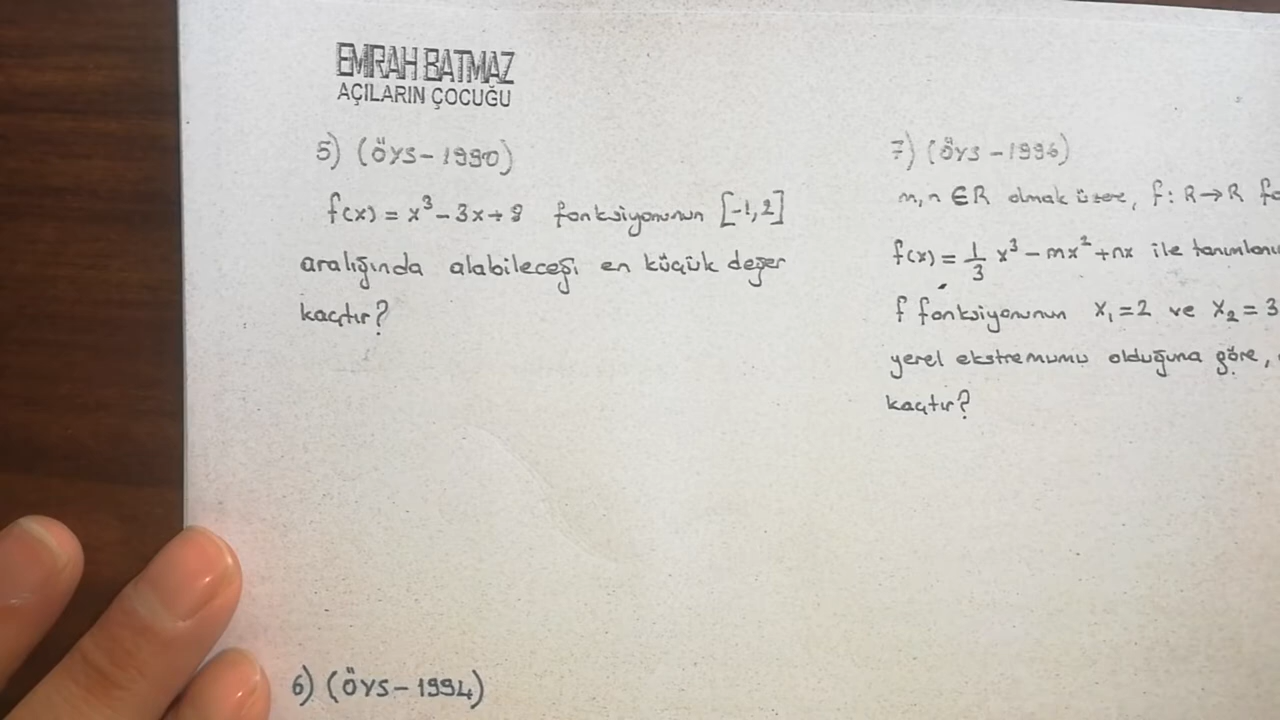 EMRAH BATMAZ
AÇILARIN ÇOCUĞU
5) (ÖYS-1990)
f(x) = x³ - 3x + 8 fonksiyonunun [-1,2]
aralığında alabileceği en küçük değer
kaçtır?
6) (ÖYS-1994)
7) (ÖYS-1996)
m, n ∈ R olmak üzere, f: R→R
f(x) = 1/3 x³ - mx² + nx ile
f fonksiyonunun x₁=2 ve x₂=3
yerel ekstremumu olduğuna göre,
kaçtır?